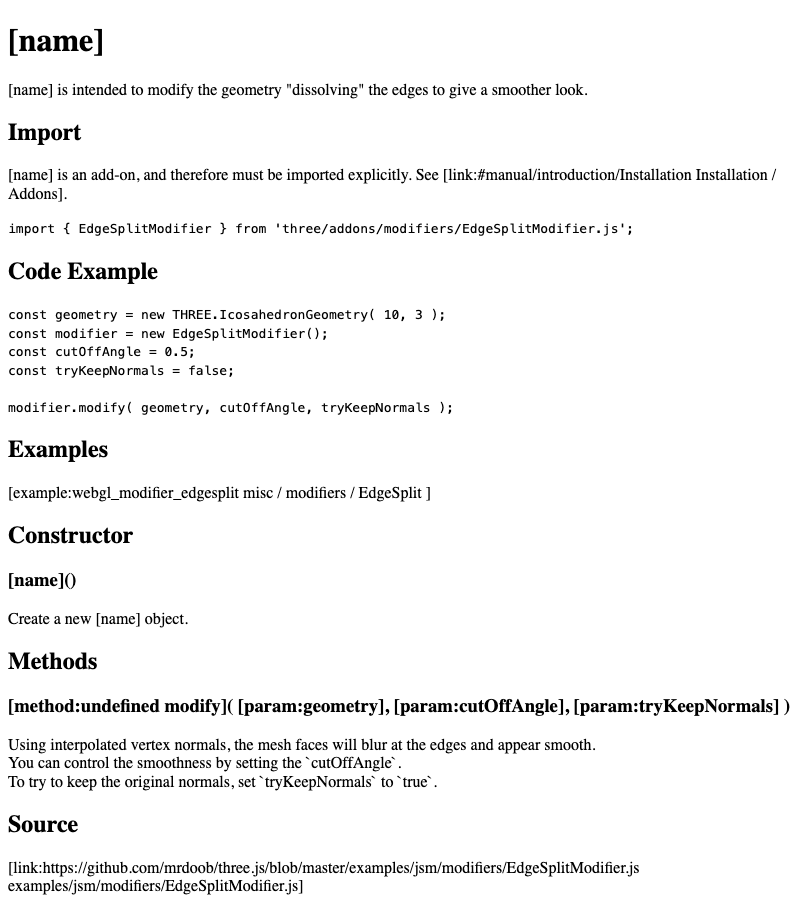 [name]
[name] is intended to modify the geometry "dissolving" the edges to give a smoother look.
Import
[name] is an add-on, and therefore must be imported explicitly. See [link:#manual/introduction/Installation Installation /
Addons].
import { EdgeSplitModifier } from 'three/addons/modifiers/EdgeSplitModifier.js';
Code Example
const geometry = new THREE.IcosahedronGeometry( 10, 3 );
const modifier = new EdgeSplitModifier();
const cutOffAngle = 0.5;
const tryKeepNormals = false;
modifier.modify( geometry, cutOffAngle, tryKeepNormals );
Examples
[example:webgl_modifier_edgesplit misc / modifiers / EdgeSplit ]
Constructor
[name]()
Create a new [name] object.
Methods
[method:undefined modify]( [param:geometry], [param:cutOffAngle], [param:tryKeepNormals] )
Using interpolated vertex normals, the mesh faces will blur at the edges and appear smooth.
You can control the smoothness by setting the `cutOffAngle`.
To try to keep the original normals, set `tryKeepNormals` to `true`.
Source
[link:https://github.com/mrdoob/three.js/blob/master/examples/jsm/modifiers/EdgeSplitModifier.js
examples/jsm/modifiers/EdgeSplitModifier.js]